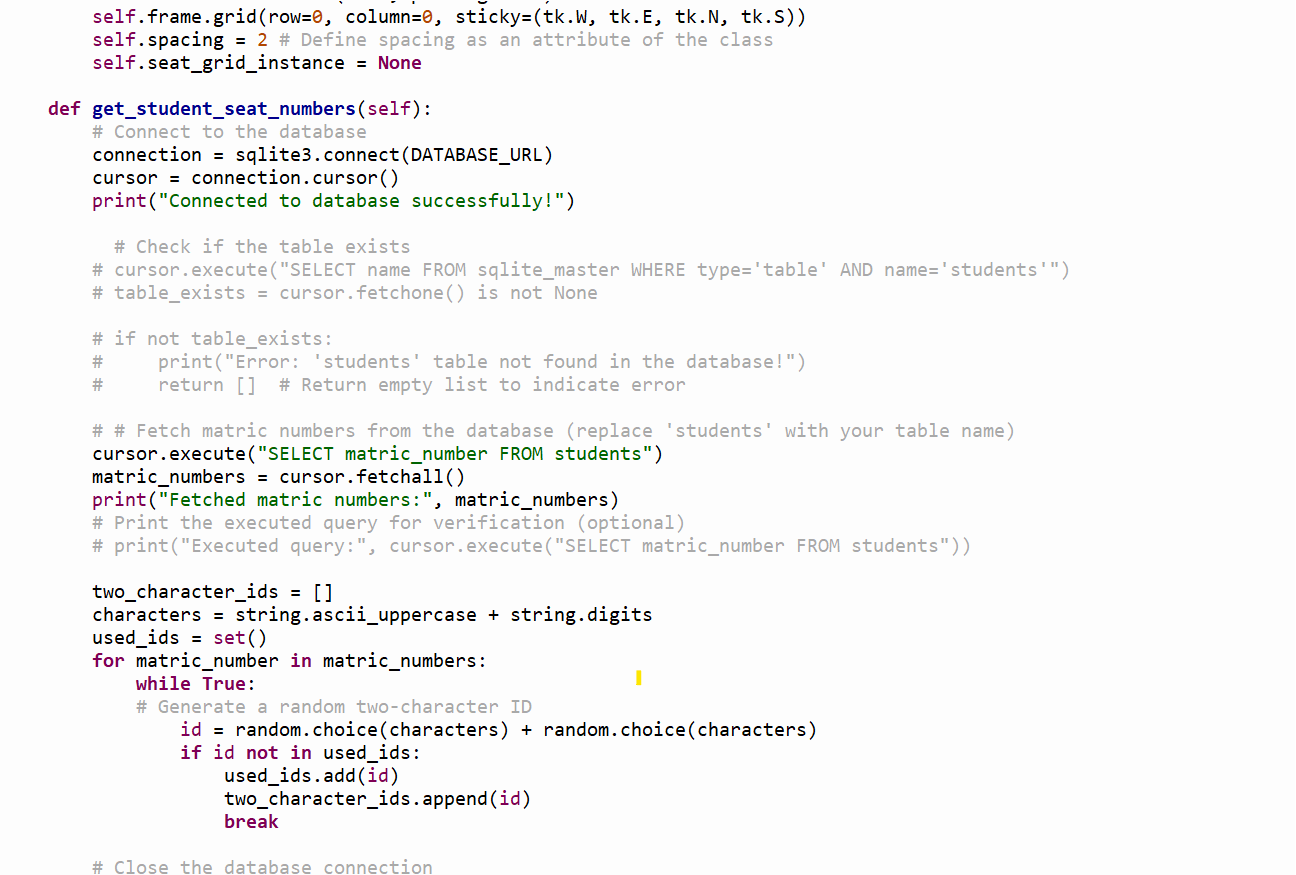 self.frame.grid(row=0, column=0, sticky=(tk.W, tk.E, tk.N, tk.S))
self.spacing = 2 # Define spacing as an attribute of the class
self.seat_grid_instance = None
def get_student_seat_numbers(self):
# Connect to the database
connection = sqlite3.connect(DATABASE_URL)
cursor = connection.cursor()
print("Connected to database successfully!")
# Check if the table exists
# cursor.execute("SELECT name FROM sqlite_master WHERE type='table' AND name='students'")
# table_exists = cursor.fetchone() is not None
# if not table_exists:
#     print("Error: 'students' table not found in the database!")
#     return []  # Return empty list to indicate error
# # Fetch matric numbers from the database (replace 'students' with your table name)
cursor.execute("SELECT matric_number FROM students")
matric_numbers = cursor.fetchall()
print("Fetched matric numbers:", matric_numbers)
# Print the executed query for verification (optional)
# print("Executed query:", cursor.execute("SELECT matric_number FROM students"))
two_character_ids = []
characters = string.ascii_uppercase + string.digits
used_ids = set()
for matric_number in matric_numbers:
while True:
# Generate a random two-character ID
id = random.choice(characters) + random.choice(characters)
if id not in used_ids:
used_ids.add(id)
two_character_ids.append(id)
break
# Close the database connection